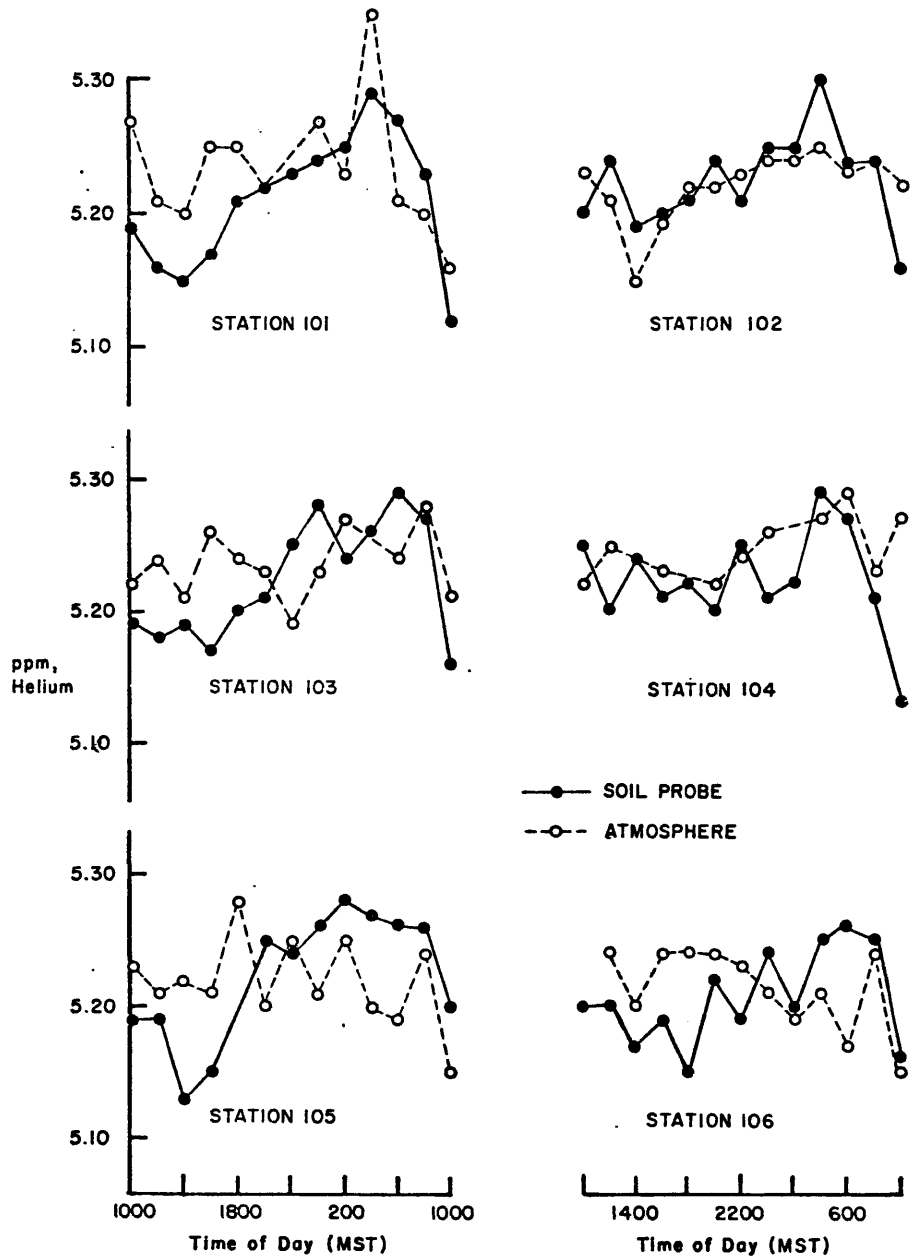 5.30
5.20
5.10
STATION 101
STATION 102
5.30
5.20
5.10
ppm,
Helium
STATION 103
STATION 104
SOIL PROBE
ATMOSPHERE
5.30
5.20
5.10
STATION 105
STATION 106
1000 1800 200 1000
Time of Day (MST)
1400 2200 600
Time of Day (MST)